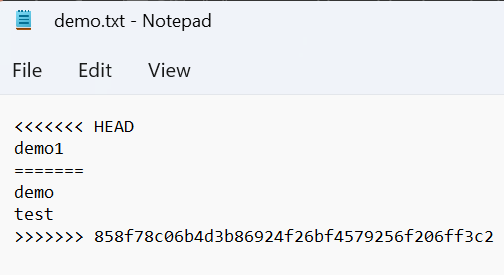 demo.txt - Notepad
File Edit View
<<<<<<< HEAD
demo1
=======
demo
test
>>>>>>> 858f78c06b4d3b86924f26bf4579256f206ff3c2